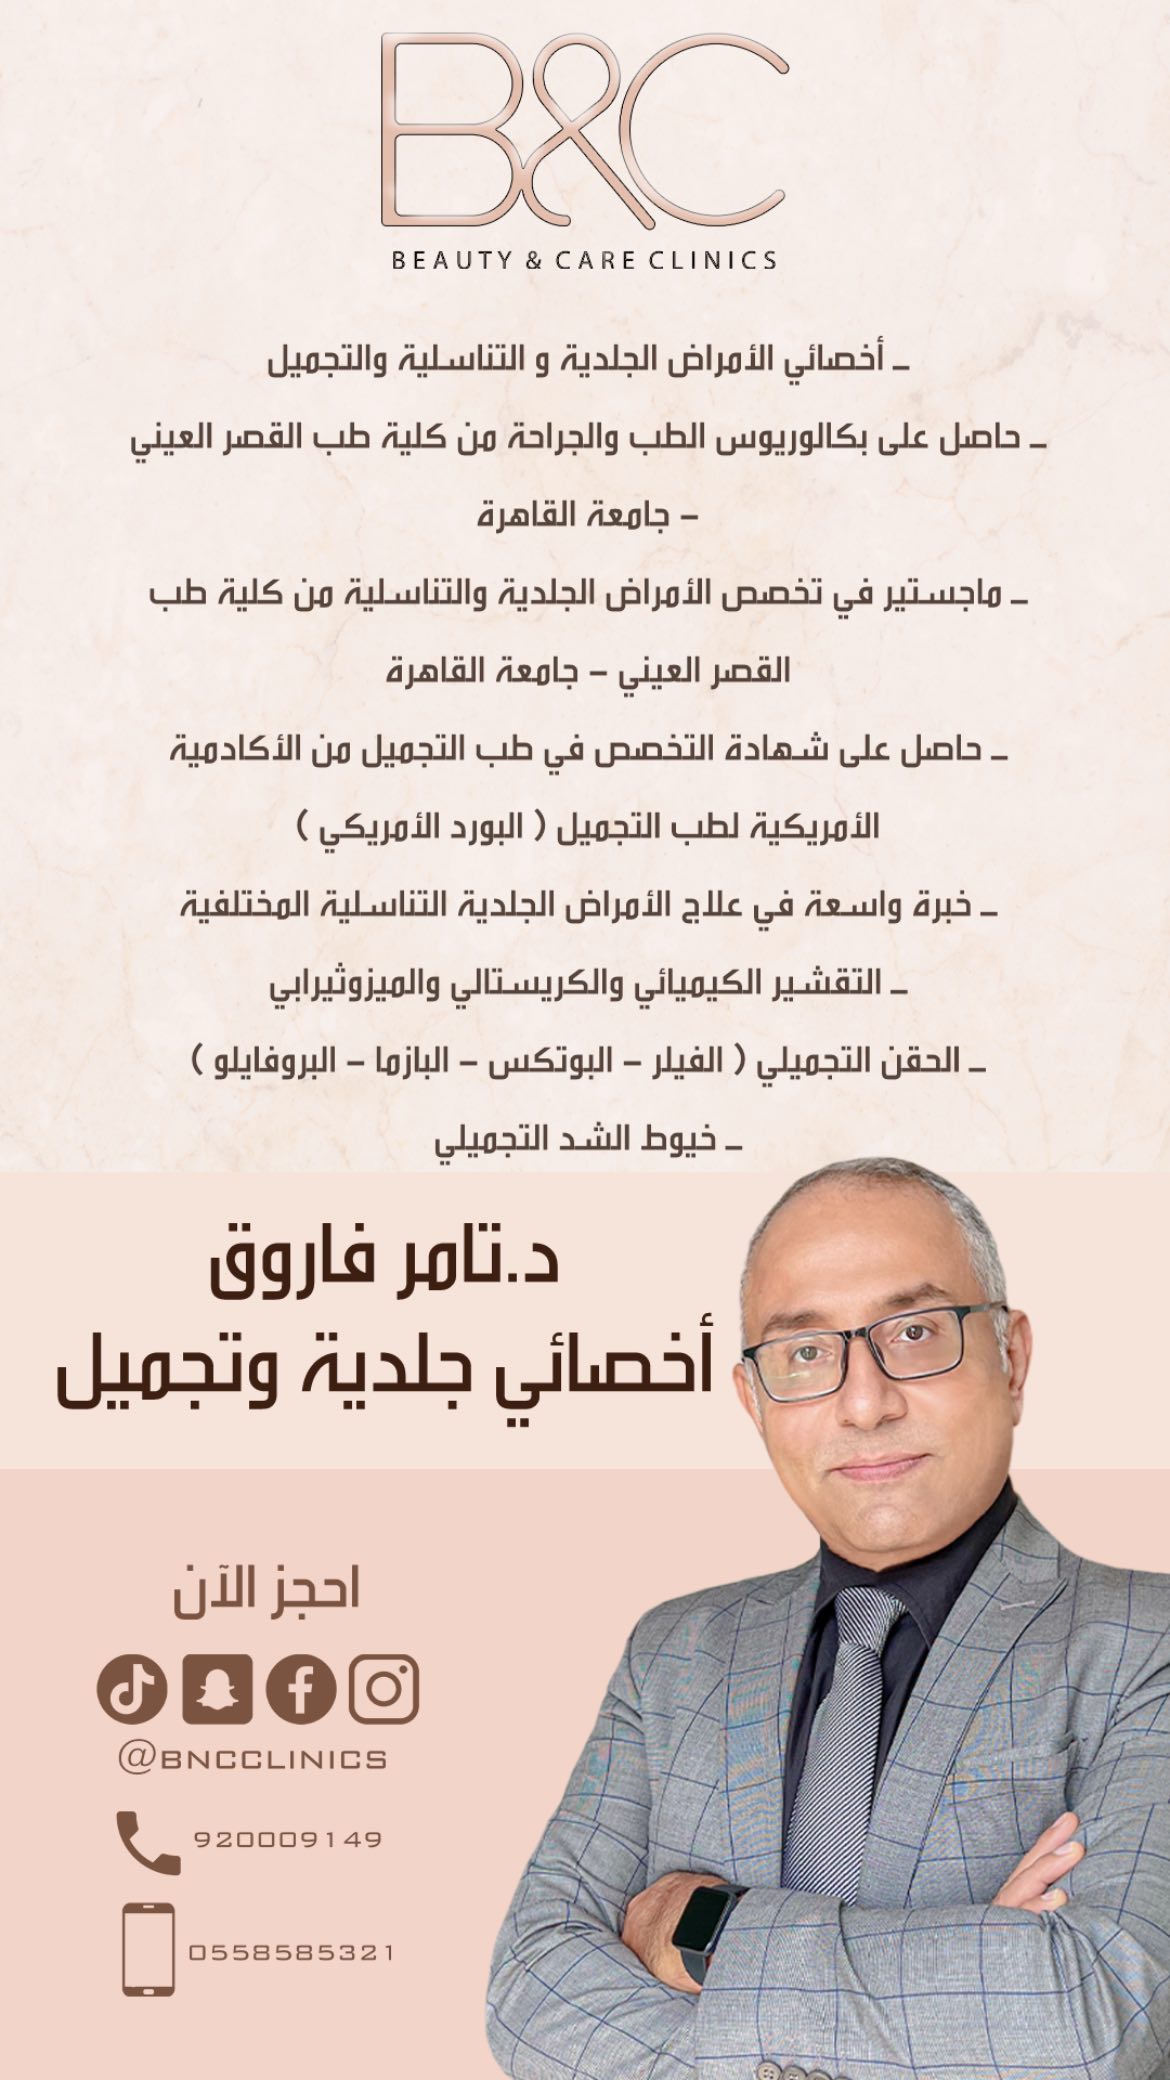 B&C
BEAUTY & CARE CLINICS
ـ أخصائي الأمراض الجلدية و التناسلية والتجميل
ـ حاصل على بكالوريوس الطب والجراحة من كلية طب القصر العيني
– جامعة القاهرة
ـ ماجستير في تخصص الأمراض الجلدية والتناسلية من كلية طب
القصر العيني – جامعة القاهرة
ـ حاصل على شهادة التخصص في طب التجميل من الأكادمية
الأمريكية لطب التجميل ( البورد الأمريكي )
ـ خبرة واسعة في علاج الأمراض الجلدية التناسلية المختلفية
ـ التقشير الكيميائي والكريستالي والميزوثيرابي
ـ الحقن التجميلي ( الفيلر – البوتكس – البازما – البروفايلو )
ـ خيوط الشد التجميلي
د.تامر فاروق
أخصائي جلدية وتجميل
احجز الآن
@BNCCLINICS
920009149
0558585321